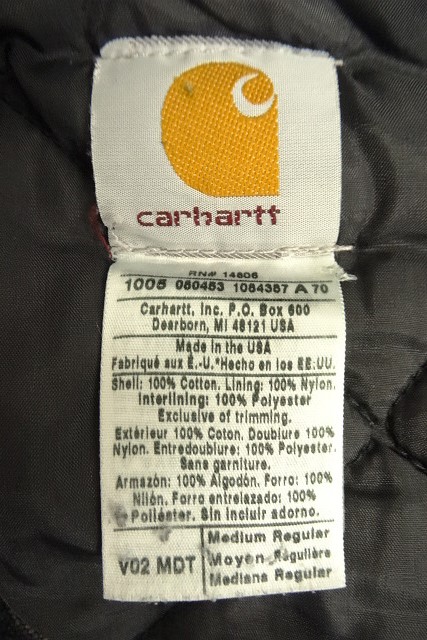 carhartt
RN# 14806
1005 080453 1084387 A 70
Carhartt, Inc. P.O. Box 600
Dearborn, MI 48121 USA
Made in the USA
Fabriqué aux É.-U.*Hecho en los EE.UU.
Shell: 100% Cotton. Lining: 100% Nylon.
Interlining: 100% Polyester
Exclusive of trimming.
Extérieur 100% Coton. Doublure 100%
Nylon. Entredoublure: 100% Polyester.
Sans garniture.
Armazón: 100% Algodón. Forro: 100%
Nilón. Forro entrelazado: 100%
Poliéster. Sin incluir adorno.
V02 MDT
Medium Regular
Moyen Régulière
Mediana Regular